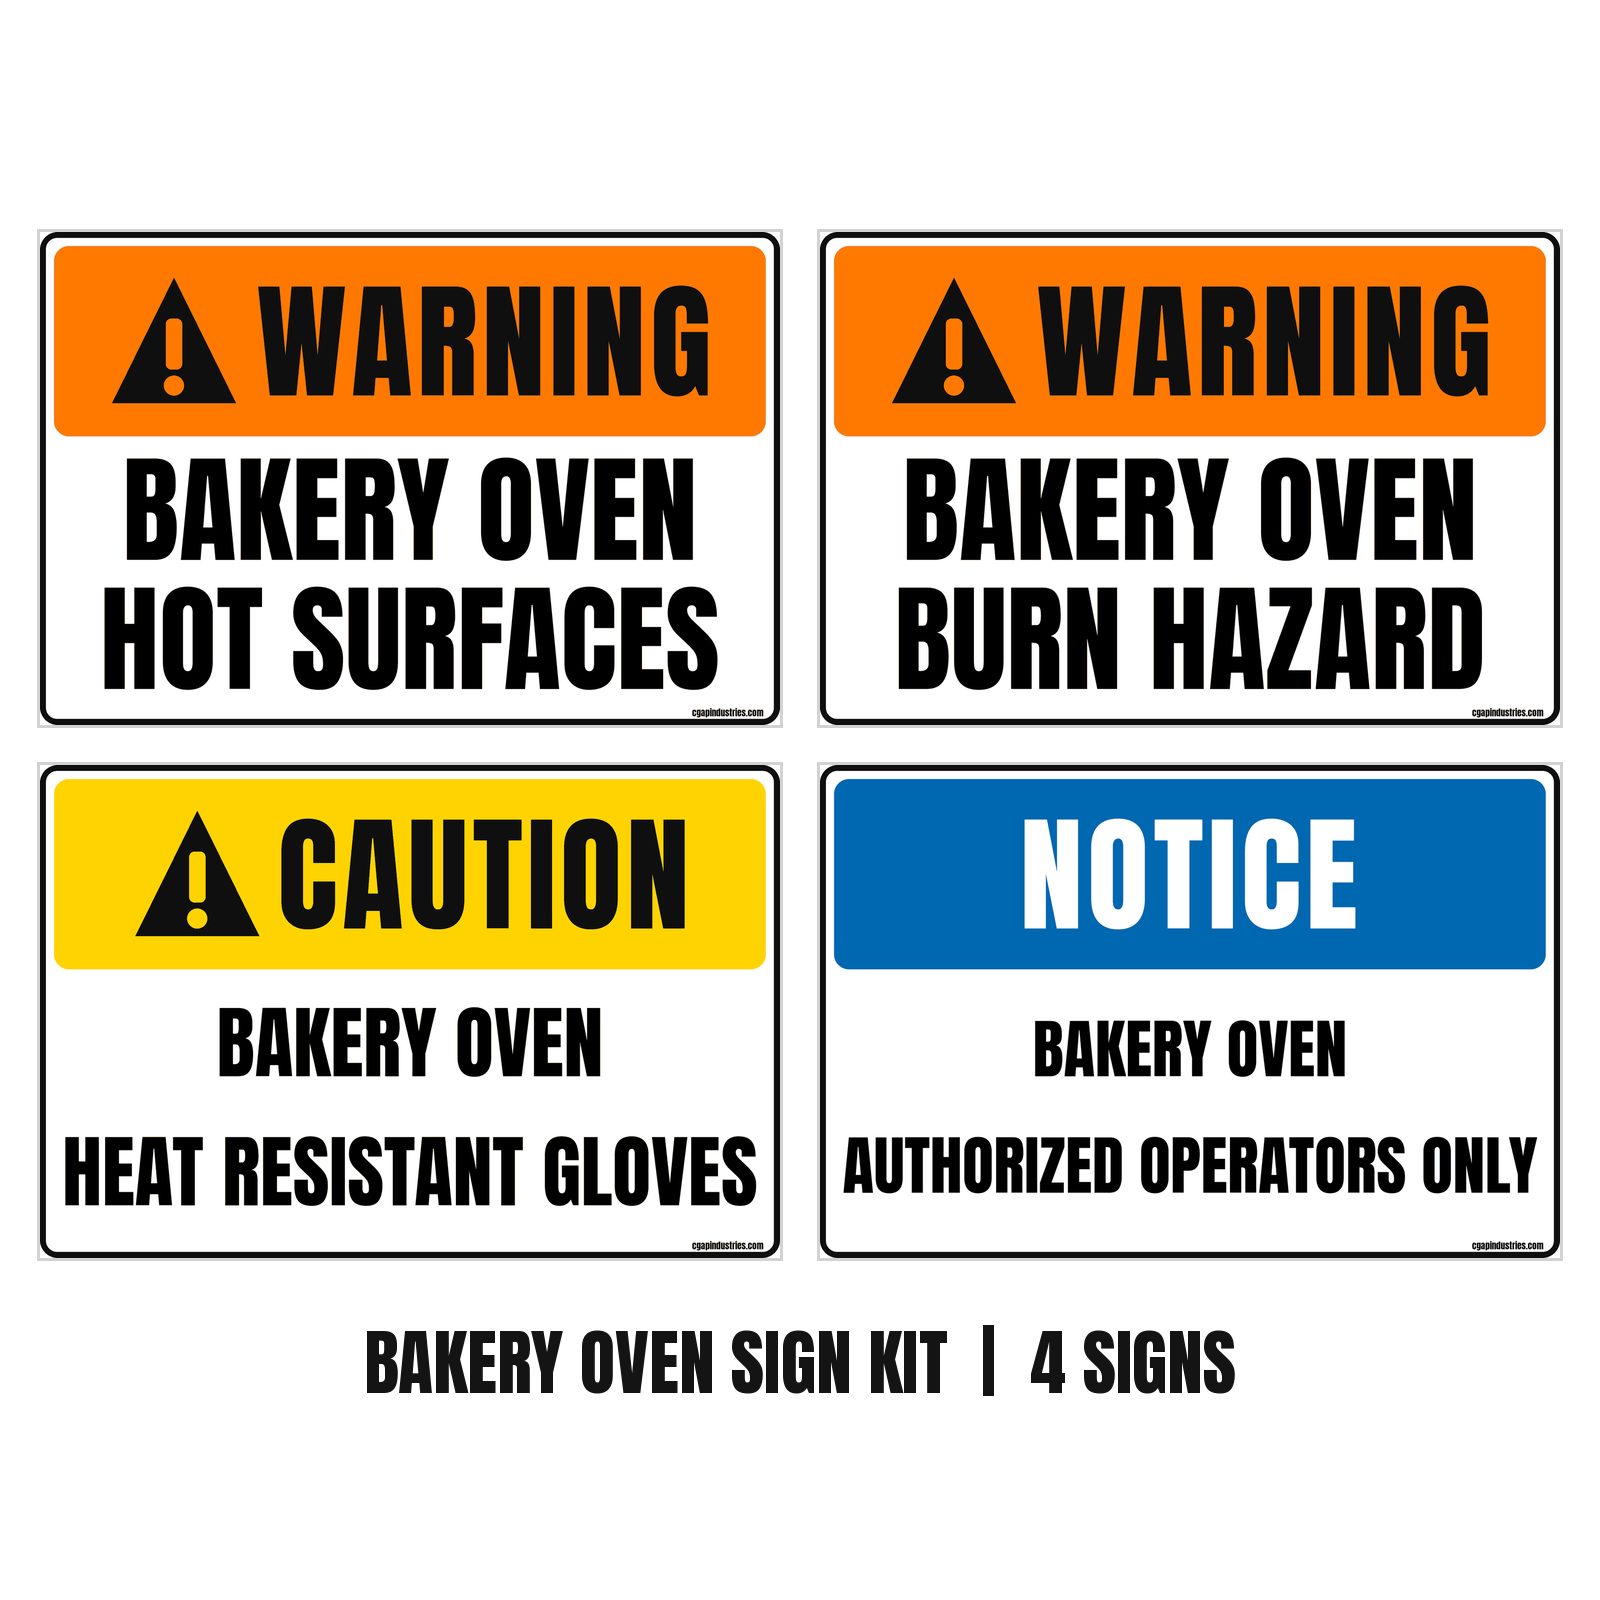 WARNING
BAKERY OVEN
HOT SURFACES
cgapindustries.com
WARNING
BAKERY OVEN
BURN HAZARD
cgapindustries.com
CAUTION
BAKERY OVEN
HEAT RESISTANT GLOVES
cgapindustries.com
NOTICE
BAKERY OVEN
AUTHORIZED OPERATORS ONLY
cgapindustries.com
BAKERY OVEN SIGN KIT | 4 SIGNS